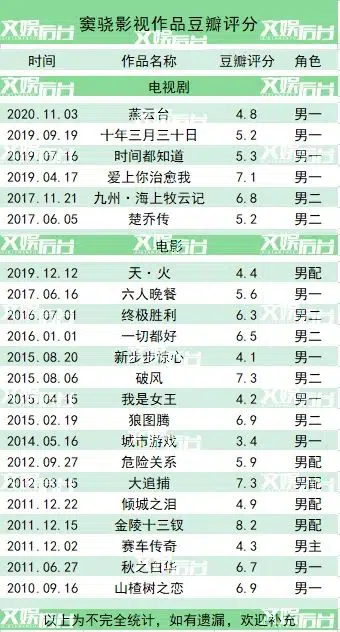 窦骁影视作品豆瓣评分
时间 作品名称 豆瓣评分 角色
电视剧
2020.11.03 燕云台 4.8 男一
2019.09.19 十年三月三十日 5.2 男一
2019.07.16 时间都知道 5.3 男一
2019.04.17 爱上你治愈我 7.1 男一
2017.11.21 九州·海上牧云记 6.8 男二
2017.06.05 楚乔传 5.2 男二
电影
2019.12.12 天·火 4.4 男配
2017.06.16 六人晚餐 5.6 男一
2016.07.01 终极胜利 6.3 男二
2016.01.01 一切都好 6.5 男二
2015.08.20 新步步惊心 4.1 男一
2015.08.06 破风 7.3 男二
2015.04.15 我是女王 4.2 男二
2015.02.19 狼图腾 6.9 男二
2014.05.16 城市游戏 3.4 男一
2012.09.27 危险关系 5.9 男配
2012.03.15 大追捕 7.3 男配
2011.12.22 倾城之泪 4.9 男配
2011.12.15 金陵十三钗 8.2 男配
2011.12.02 赛车传奇 4.3 男主
2011.06.27 秋之白华 6.7 男一
2010.09.16 山楂树之恋 6.9 男一
以上为不完全统计，如有遗漏，欢迎补充